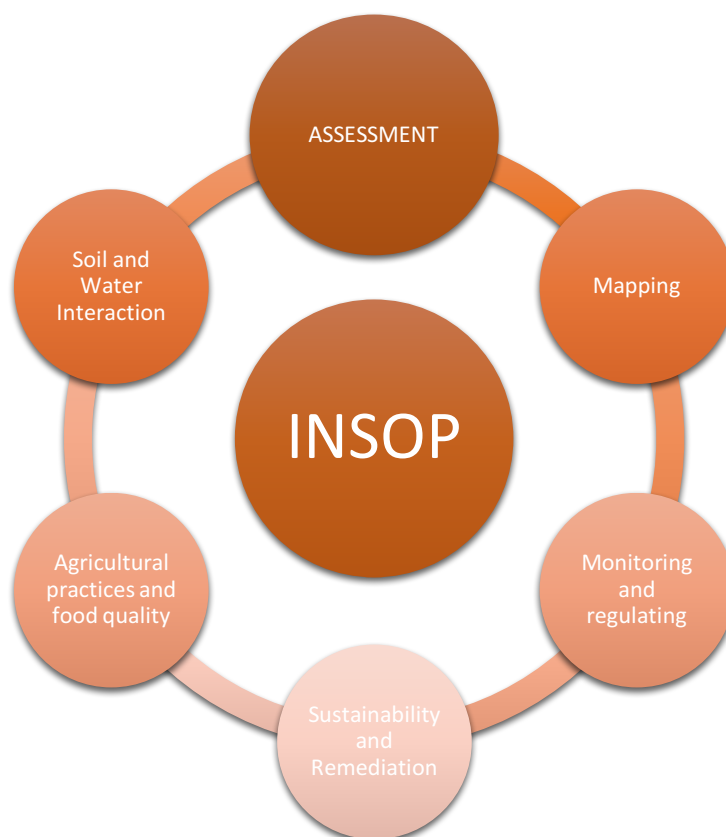 ASSESSMENT
Mapping
Monitoring
and
regulating
Sustainability
and
Remediation
Agricultural
practices and
food quality
Soil and
Water
Interaction
INSOP